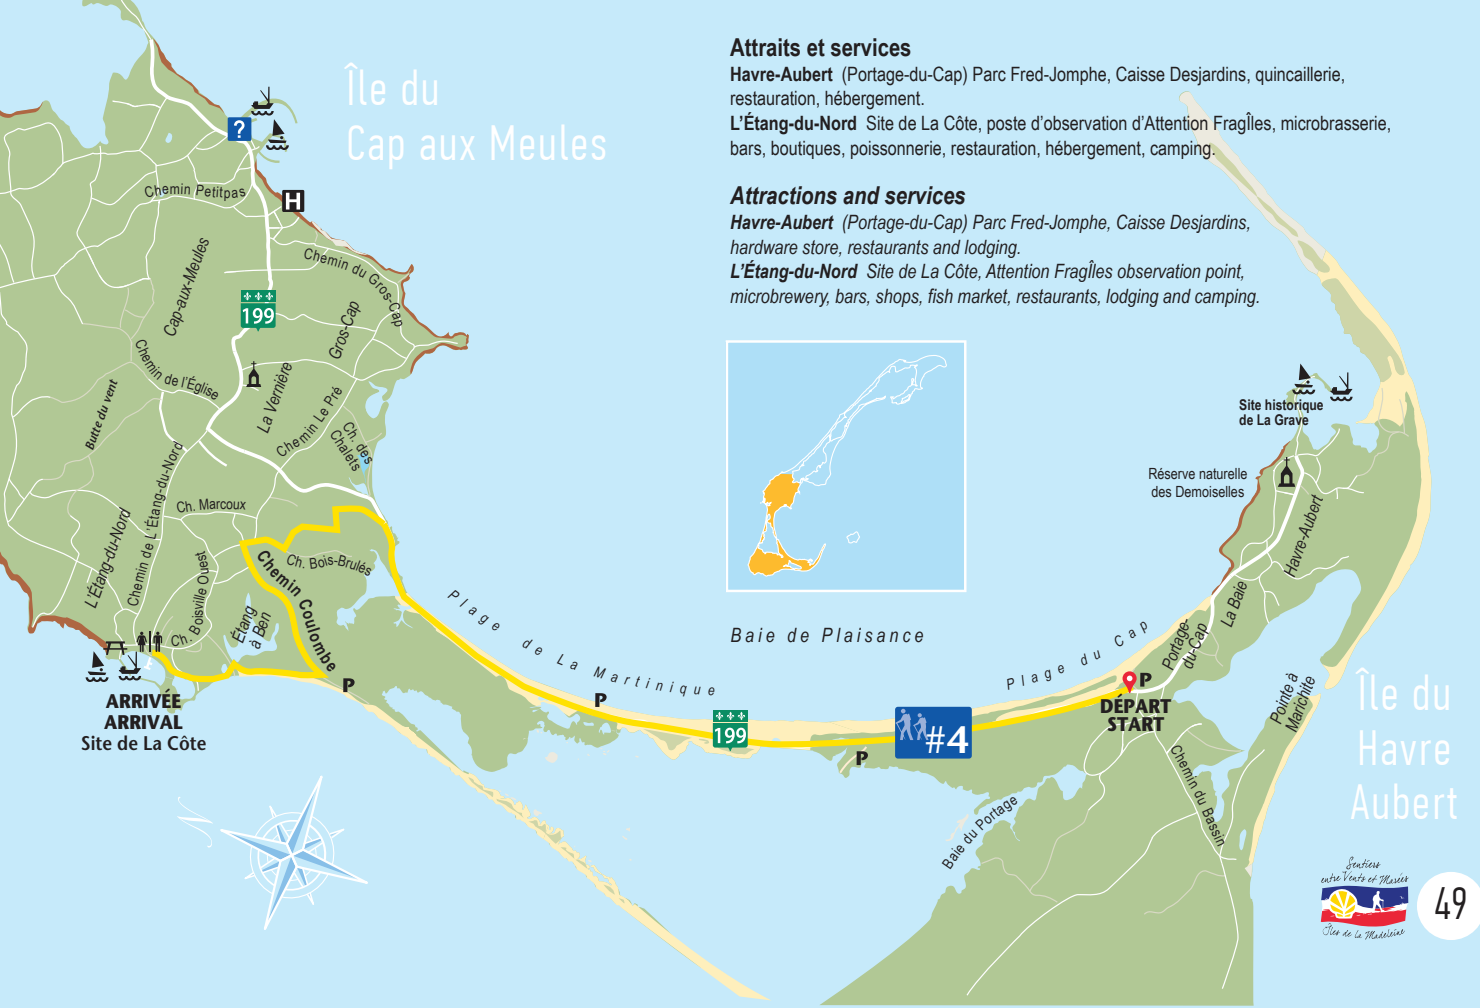 Île du
Cap aux Meules
Attraits et services
Havre-Aubert (Portage-du-Cap) Parc Fred-Jomphe, Caisse Desjardins, quincaillerie,
restauration, hébergement.
L'Étang-du-Nord Site de La Côte, poste d'observation d'Attention FragÎles, microbrasserie,
bars, boutiques, poissonnerie, restauration, hébergement, camping.
Attractions and services
Havre-Aubert (Portage-du-Cap) Parc Fred-Jomphe, Caisse Desjardins,
hardware store, restaurants and lodging.
L'Étang-du-Nord Site de La Côte, Attention FragÎles observation point,
microbrewery, bars, shops, fish market, restaurants, lodging and camping.
?
Chemin Petitpas
H
Cap-aux-Meules
Chemin du Gros-Cap
199
Gros-Cap
Chemin de l'Église
La Vernière
Chemin Le Pré
Ch. des
Chalets
Butte du vent
Chemin de L'Étang-du-Nord
Ch. Marcoux
L'Étang-du-Nord
Ch. Boisville Ouest
Ch. Bois-Brulés
Chemin Coulombe
Étang
à Ben
P
ARRIVÉE
ARRIVAL
Site de La Côte
Plage de La Martinique
P
199
Baie de Plaisance
#4
P
Plage du Cap
P
DÉPART
START
Portage-
du-Cap
La Baie
Havre-Aubert
Site historique
de La Grave
Réserve naturelle
des Demoiselles
Pointe à
Marichite
Chemin du Bassin
Baie du Portage
Île du
Havre
Aubert
Sentiers
entre Vents et Marées
Îles de la Madeleine
49